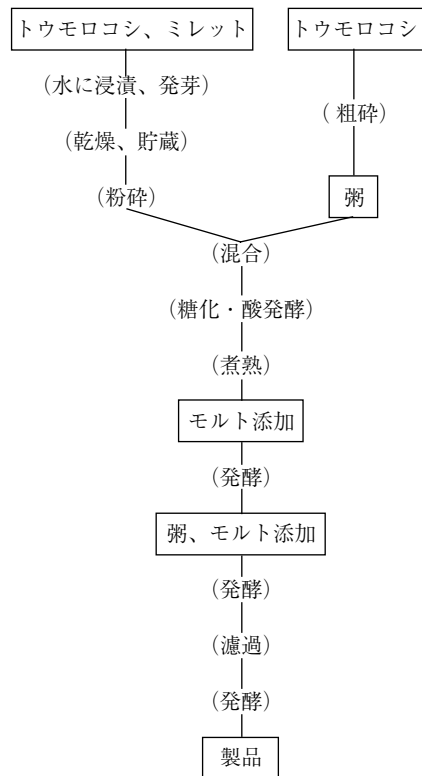 トウモロコシ、ミレット
トウモロコシ
(水に浸漬、発芽)
(粗砕)
(乾燥、貯蔵)
(粉砕)
粥
(混合)
(糖化・酸発酵)
(煮熟)
モルト添加
(発酵)
粥、モルト添加
(発酵)
(濾過)
(発酵)
製品